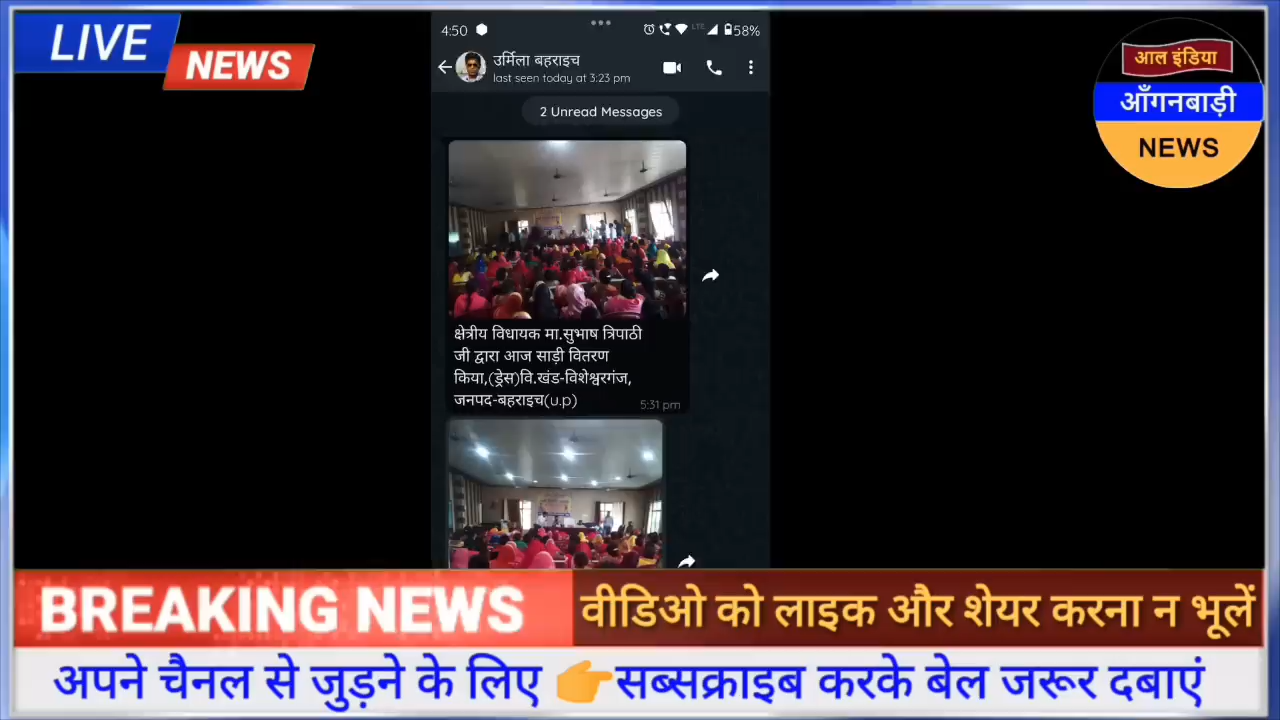 LIVE
NEWS
4:50
LTE
58%
उर्मिला बहराइच
last seen today at 3:23 pm
2 Unread Messages
क्षेत्रीय विधायक मा.सुभाष त्रिपाठी
जी द्वारा आज साड़ी वितरण
किया,(ड्रेस)वि.खंड-विशेश्वरगंज,
जनपद-बहराइच(u.p)
5:31 pm
आल इंडिया
आँगनबाड़ी
NEWS
BREAKING NEWS
वीडिओ को लाइक और शेयर करना न भूलें
अपने चैनल से जुड़ने के लिए 👉सब्सक्राइब करके बेल जरूर दबाएं